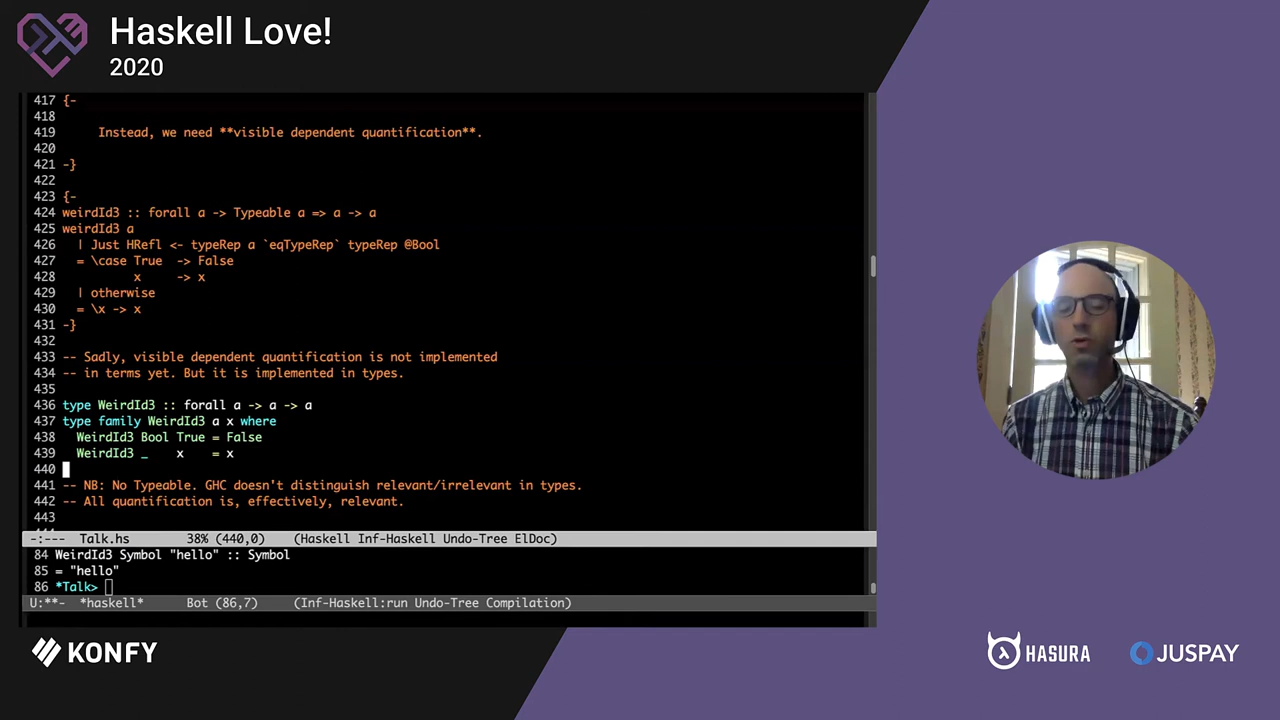 Haskell Love!
2020
417 {-
418
419 Instead, we need **visible dependent quantification**.
420
421 -}
422
423 {-
424 weirdId3 :: forall a -> Typeable a => a -> a
425 weirdId3 a
426   | Just HRefl <- typeRep a `eqTypeRep` typeRep @Bool
427   = \case True  -> False
428           x     -> x
429   | otherwise
430   = \x -> x
431 -}
432
433 -- Sadly, visible dependent quantification is not implemented
434 -- in terms yet. But it is implemented in types.
435
436 type WeirdId3 :: forall a -> a -> a
437 type family WeirdId3 a x where
438   WeirdId3 Bool True = False
439   WeirdId3 _    x    = x
440
441 -- NB: No Typeable. GHC doesn't distinguish relevant/irrelevant in types.
442 -- All quantification is, effectively, relevant.
443
-:--- Talk.hs 38% (440,0) (Haskell Inf-Haskell Undo-Tree ElDoc)
84 WeirdId3 Symbol "hello" :: Symbol
85 = "hello"
86 *Talk>
U:**- *haskell* Bot (86,7) (Inf-Haskell:run Undo-Tree Compilation)
KONFY
HASURA
JUSPAY